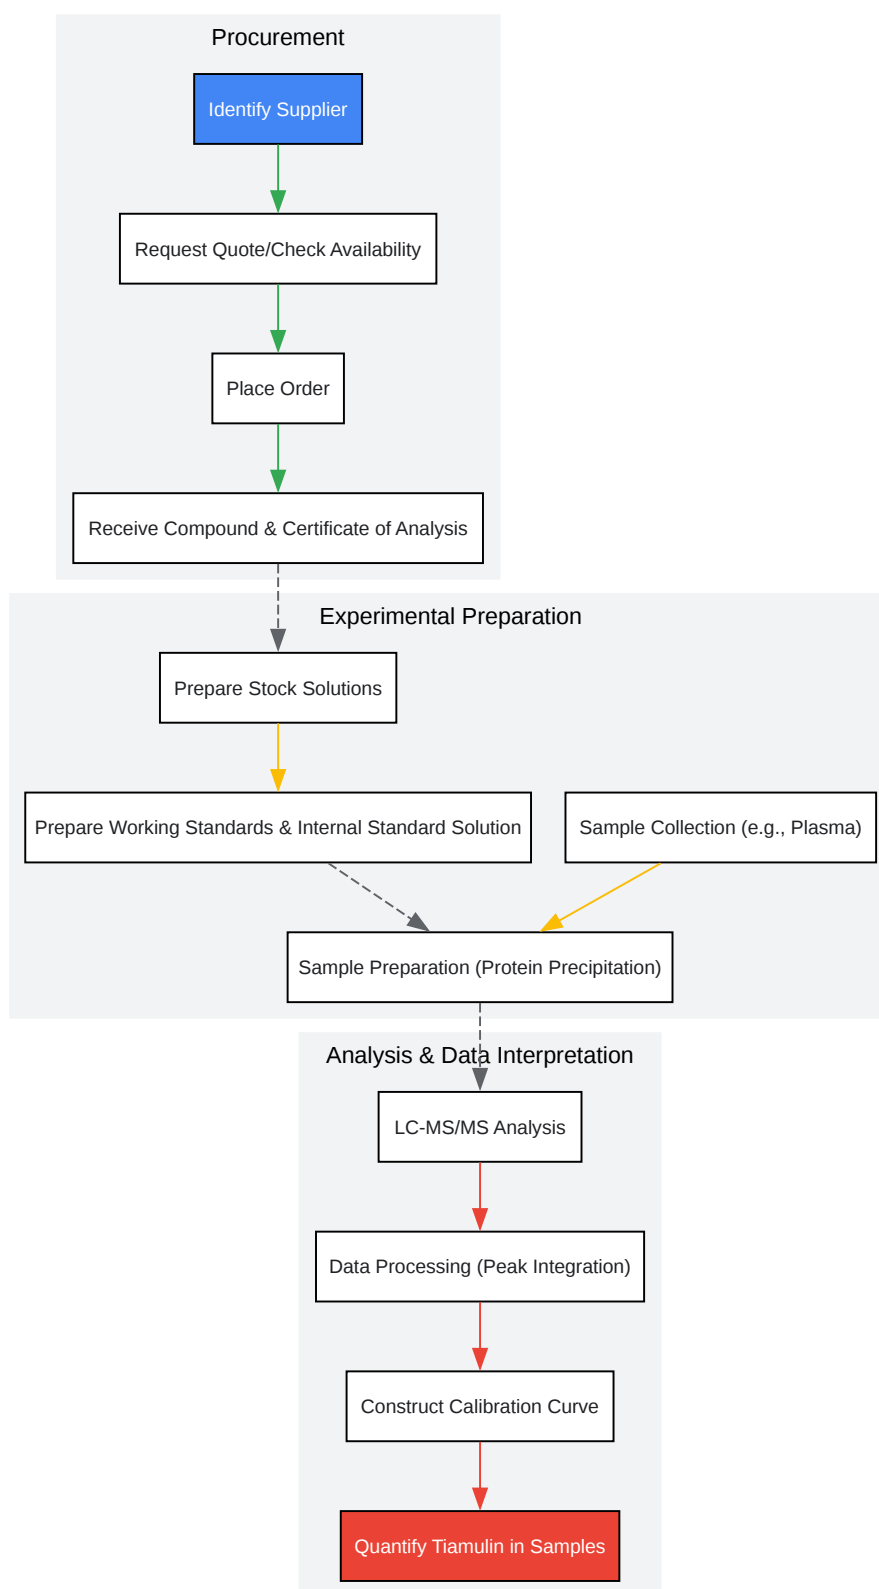 Procurement
Identify Supplier
Request Quote/Check Availability
Place Order
Receive Compound & Certificate of Analysis
Experimental Preparation
Prepare Stock Solutions
Prepare Working Standards & Internal Standard Solution
Sample Collection (e.g., Plasma)
Sample Preparation (Protein Precipitation)
Analysis & Data Interpretation
LC-MS/MS Analysis
Data Processing (Peak Integration)
Construct Calibration Curve
Quantify Tiamulin in Samples